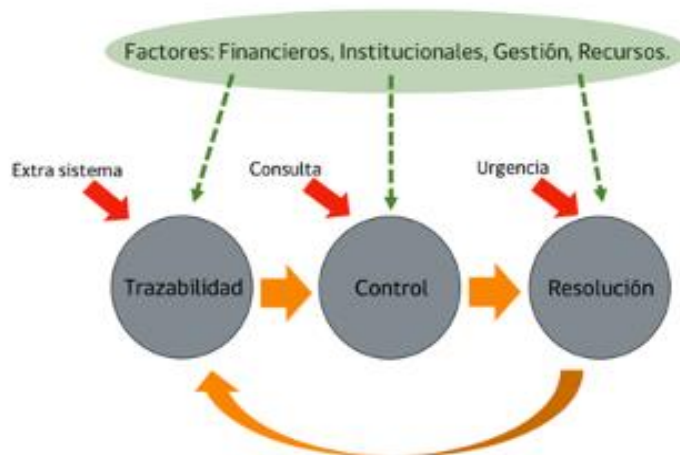 Factores: Financieros, Institucionales, Gestión, Recursos.
Extra sistema
Consulta
Urgencia
Trazabilidad
Control
Resolución